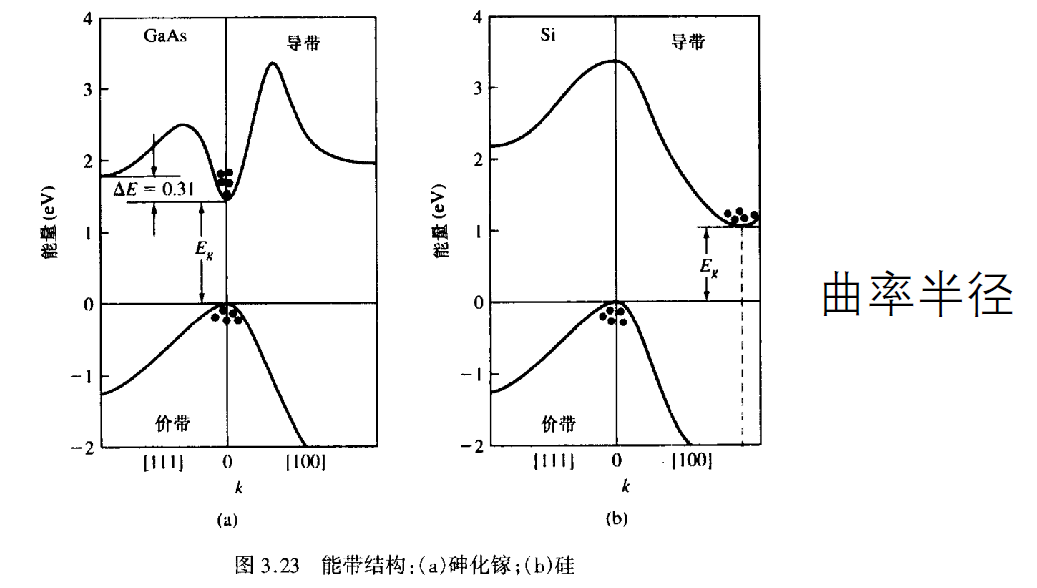 4
GaAs
导带
3
2
ΔE = 0.31
能量(eV)
1
E_g
0
-1
价带
-2
[111] 0 [100]
k
(a)
4
Si
导带
3
2
能量(eV)
1
E_g
0
-1
价带
-2
[111] 0 [100]
k
(b)
曲率半径
图 3.23 能带结构:(a)砷化镓;(b)硅